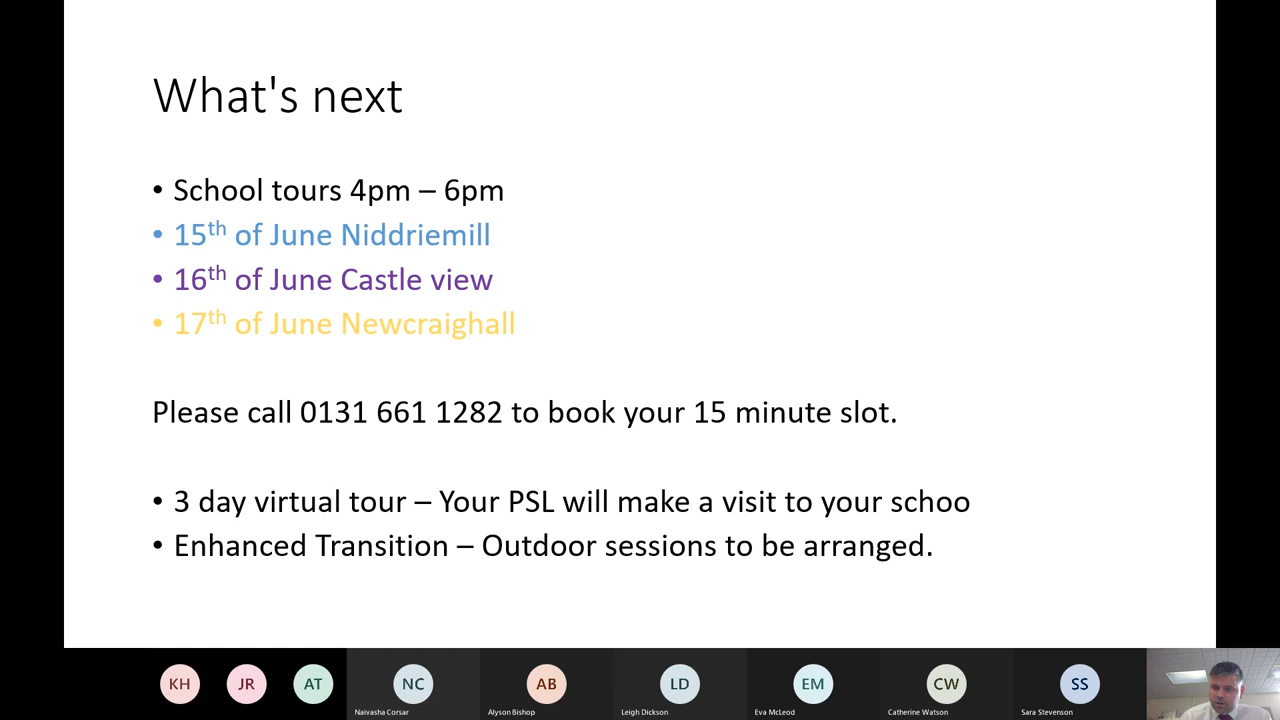 What's next
• School tours 4pm – 6pm
• 15th of June Niddriemill
• 16th of June Castle view
• 17th of June Newcraighall
Please call 0131 661 1282 to book your 15 minute slot.
• 3 day virtual tour – Your PSL will make a visit to your schoo
• Enhanced Transition – Outdoor sessions to be arranged.
KH JR AT NC AB LD EM CW SS
Naivasha Corsar Alyson Bishop Leigh Dickson Eva McLeod Catherine Watson Sara Stevenson